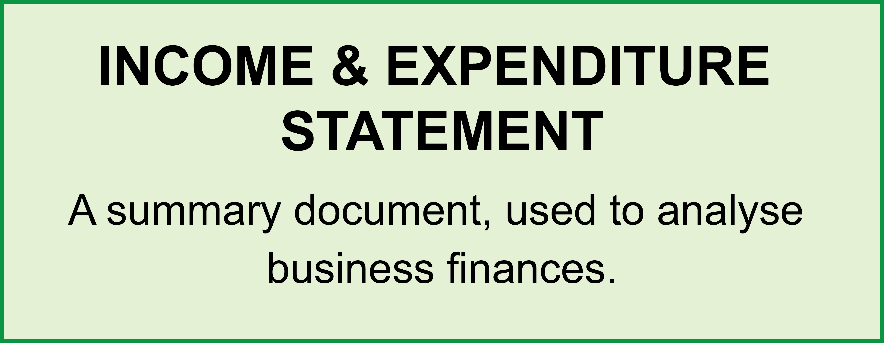 INCOME & EXPENDITURE
STATEMENT
A summary document, used to analyse
business finances.